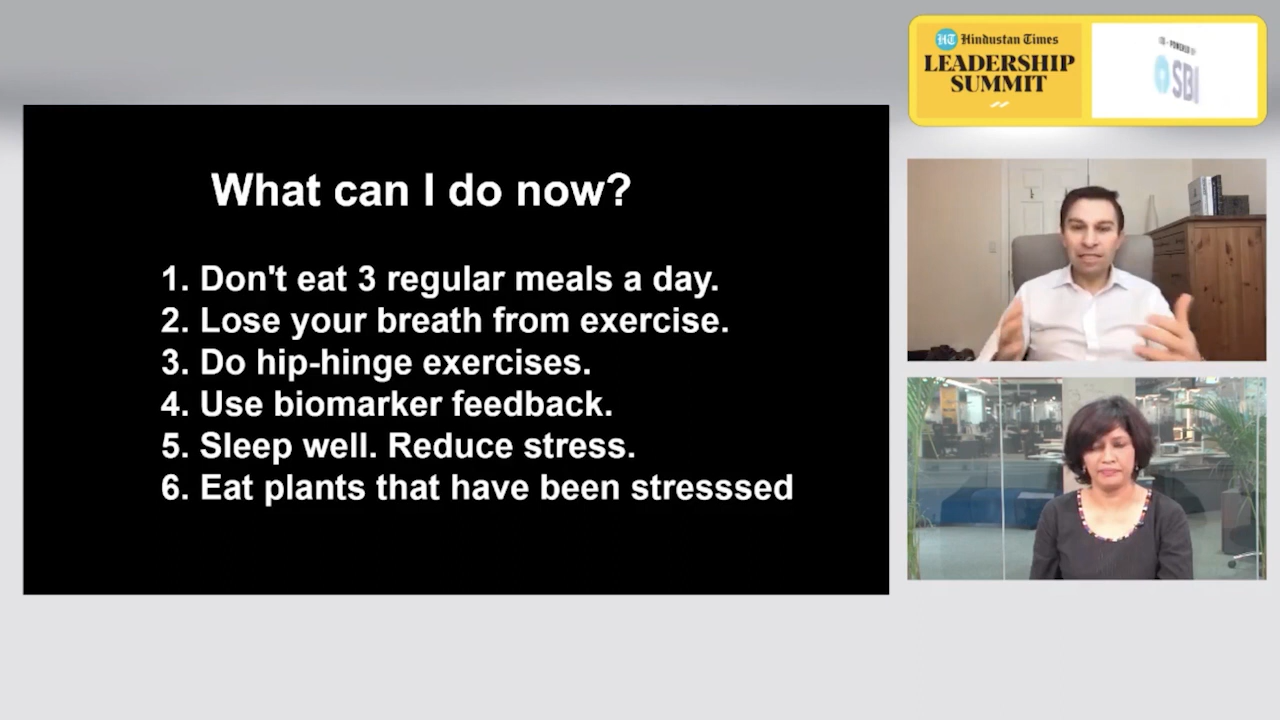 What can I do now?
1. Don't eat 3 regular meals a day.
2. Lose your breath from exercise.
3. Do hip-hinge exercises.
4. Use biomarker feedback.
5. Sleep well. Reduce stress.
6. Eat plants that have been stresssed
HT Hindustan Times
LEADERSHIP
SUMMIT
POWERED
SBI